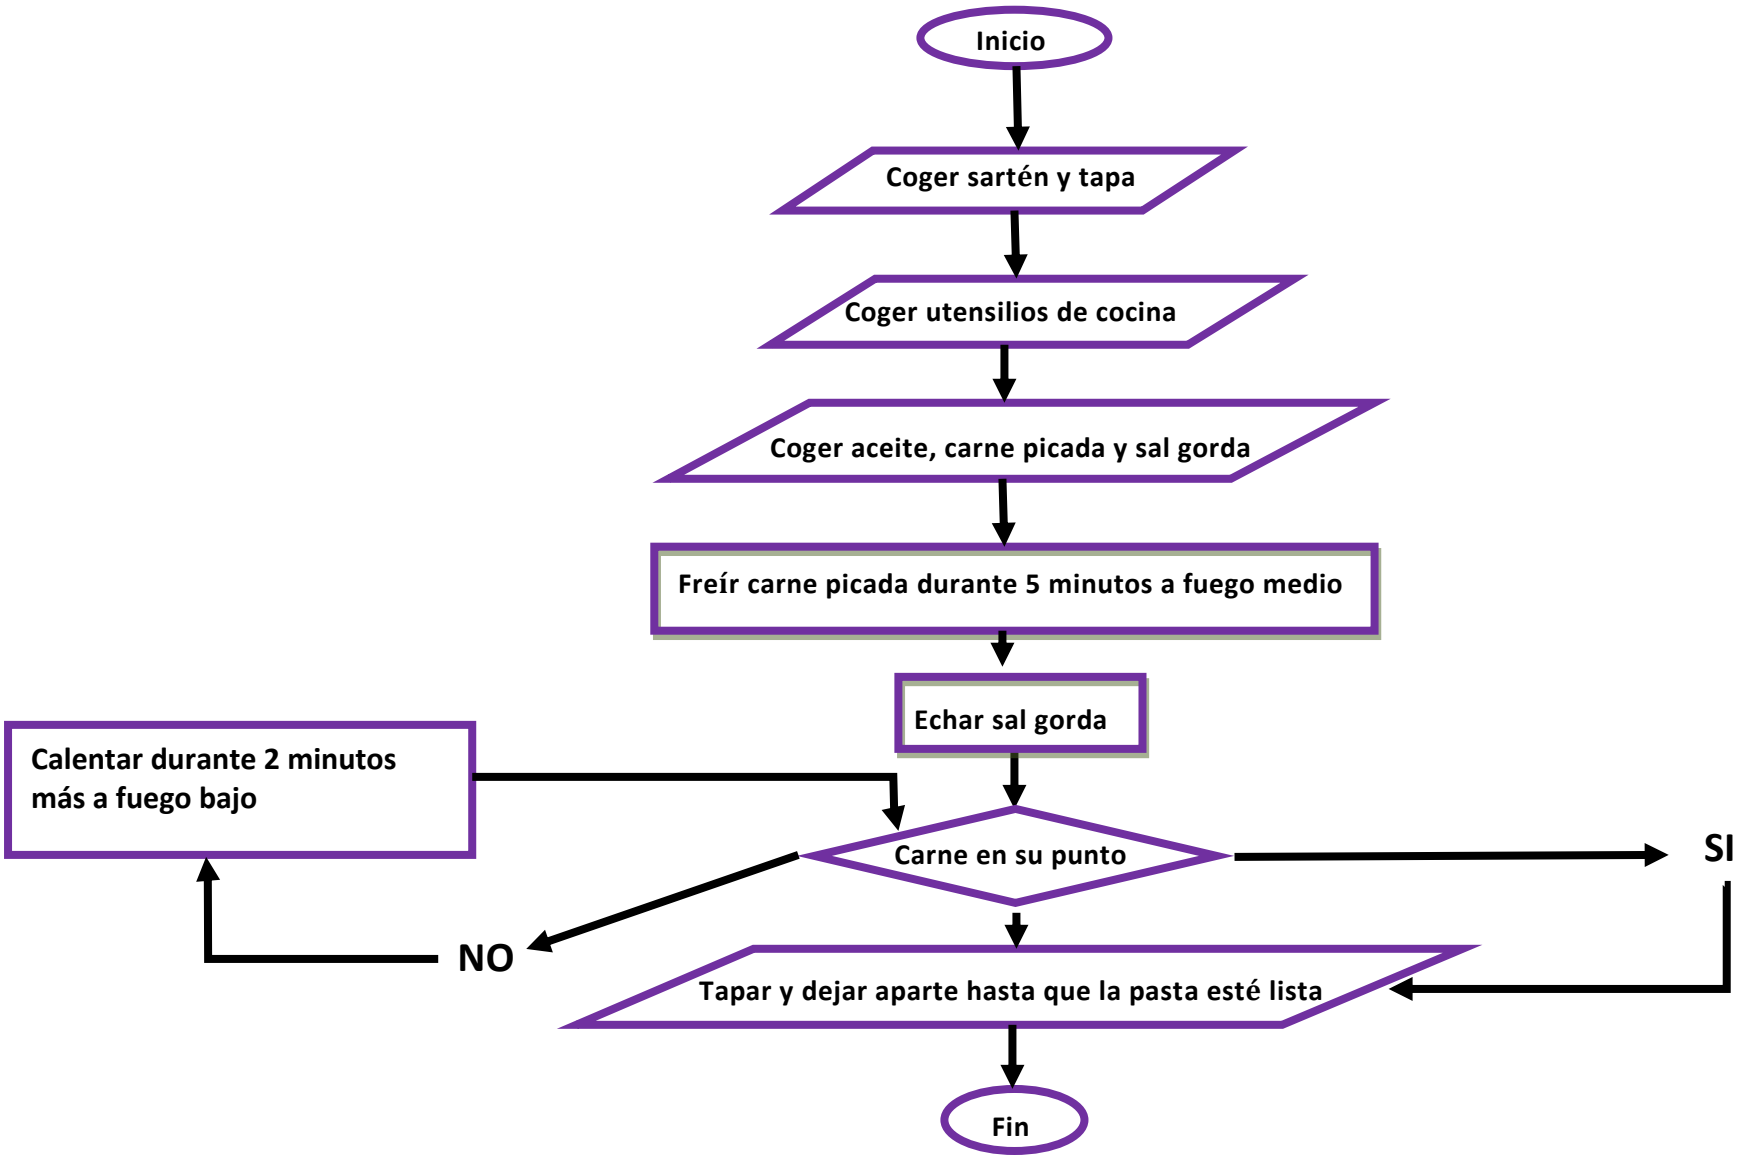 Inicio
Coger sartén y tapa
Coger utensilios de cocina
Coger aceite, carne picada y sal gorda
Freír carne picada durante 5 minutos a fuego medio
Echar sal gorda
Calentar durante 2 minutos
más a fuego bajo
Carne en su punto
SI
NO
Tapar y dejar aparte hasta que la pasta esté lista
Fin